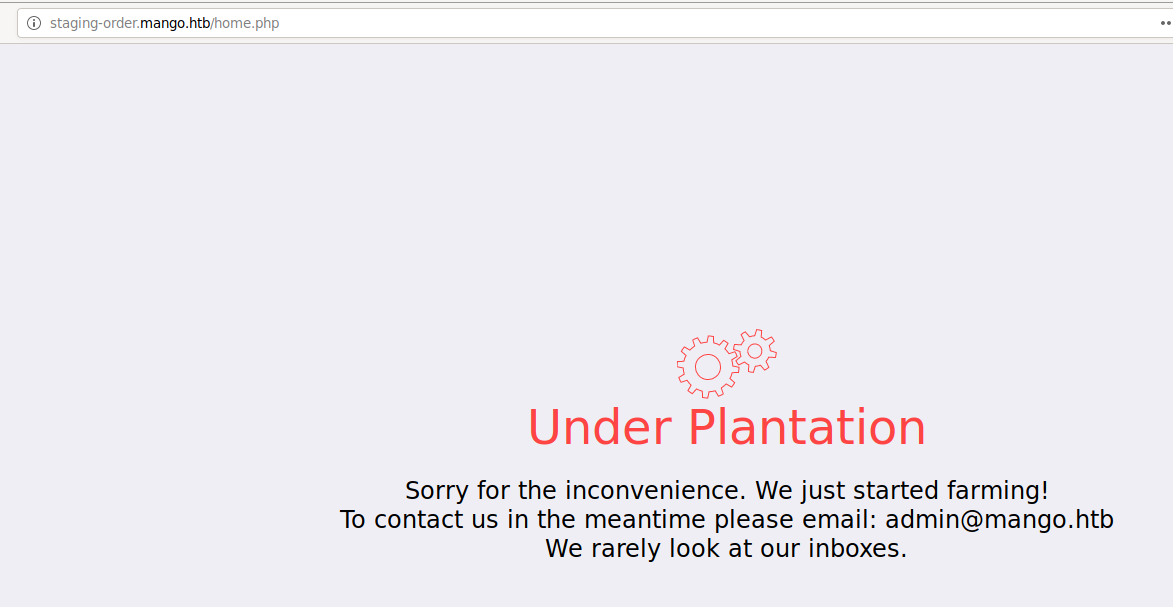 staging-order.mango.htb/home.php
Under Plantation
Sorry for the inconvenience. We just started farming!
To contact us in the meantime please email: admin@mango.htb
We rarely look at our inboxes.